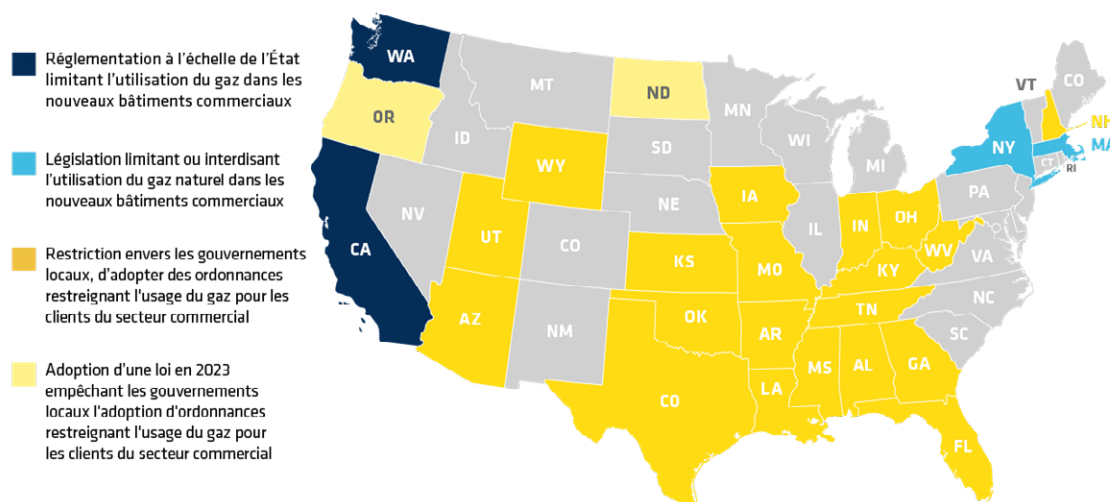 Réglementation à l'échelle de l'État
limitant l'utilisation du gaz dans les
nouveaux bâtiments commerciaux
Législation limitant ou interdisant
l'utilisation du gaz naturel dans les
nouveaux bâtiments commerciaux
Restriction envers les gouvernements
locaux, d'adopter des ordonnances
restreignant l'usage du gaz pour les
clients du secteur commercial
Adoption d'une loi en 2023
empêchant les gouvernements
locaux l'adoption d'ordonnances
restreignant l'usage du gaz pour
les clients du secteur commercial
WA
MT
ND
MN
VT
CO
OR
ID
WY
SD
WI
MI
NY
NH
MA
CT
RI
NV
UT
CO
NE
IA
IL
IN
OH
PA
CA
KS
MO
KY
WV
VA
AZ
NM
OK
AR
TN
NC
SC
CO
LA
MS
AL
GA
FL